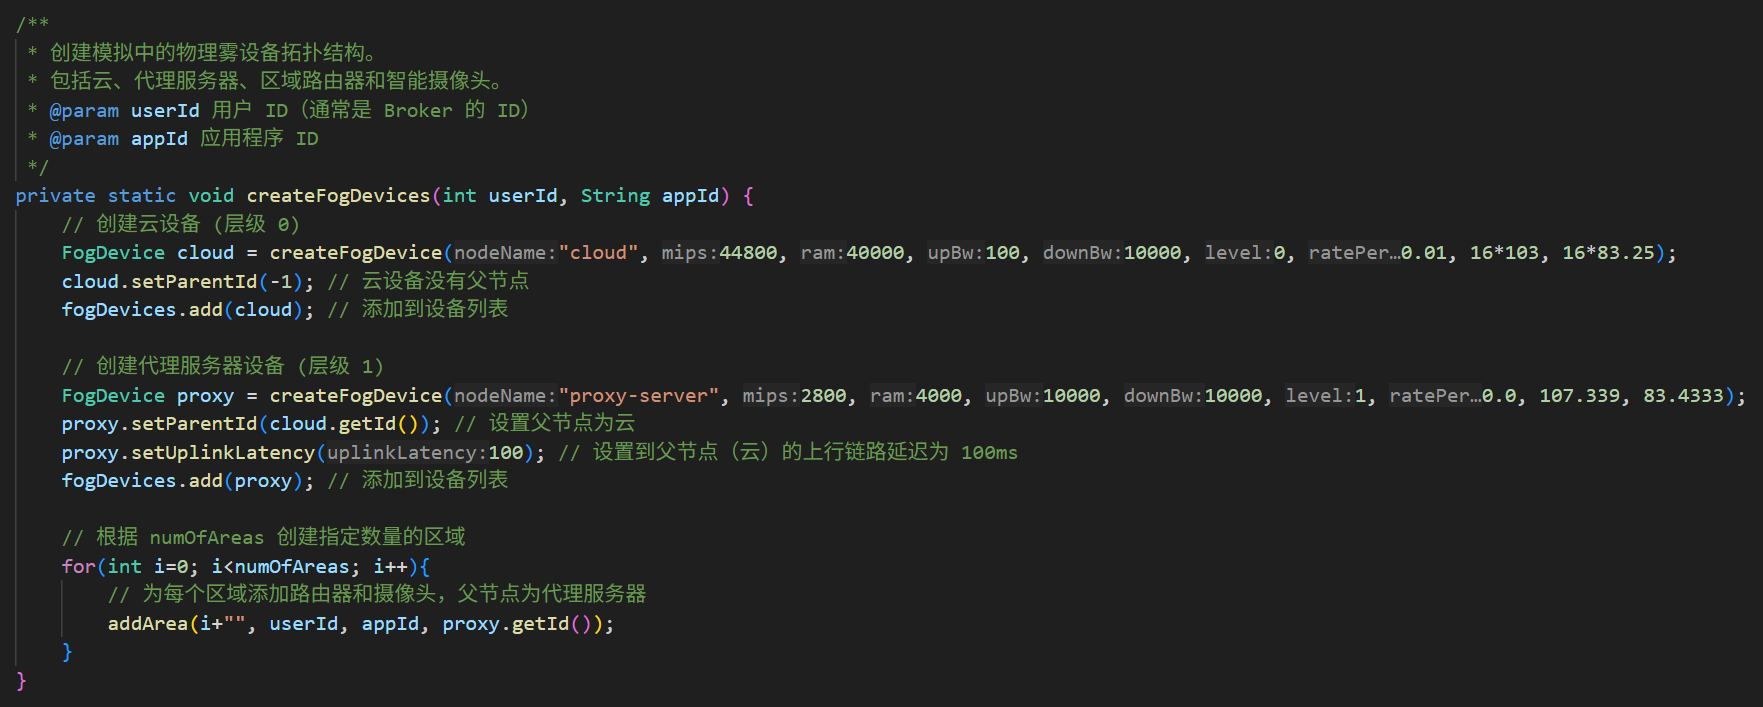 /**
 * 创建模拟中的物理雾设备拓扑结构。
 * 包括云、代理服务器、区域路由器和智能摄像头。
 * @param userId 用户 ID（通常是 Broker 的 ID）
 * @param appId 应用程序 ID
 */
private static void createFogDevices(int userId, String appId) {
    // 创建云设备 (层级 0)
    FogDevice cloud = createFogDevice(nodeName:"cloud", mips:44800, ram:40000, upBw:100, downBw:10000, level:0, ratePer…0.01, 16*103, 16*83.25);
    cloud.setParentId(-1); // 云设备没有父节点
    fogDevices.add(cloud); // 添加到设备列表
    // 创建代理服务器设备 (层级 1)
    FogDevice proxy = createFogDevice(nodeName:"proxy-server", mips:2800, ram:4000, upBw:10000, downBw:10000, level:1, ratePer…0.0, 107.339, 83.4333);
    proxy.setParentId(cloud.getId()); // 设置父节点为云
    proxy.setUplinkLatency(uplinkLatency:100); // 设置到父节点（云）的上行链路延迟为 100ms
    fogDevices.add(proxy); // 添加到设备列表
    // 根据 numOfAreas 创建指定数量的区域
    for(int i=0; i<numOfAreas; i++){
        // 为每个区域添加路由器和摄像头，父节点为代理服务器
        addArea(i+"", userId, appId, proxy.getId());
    }
}